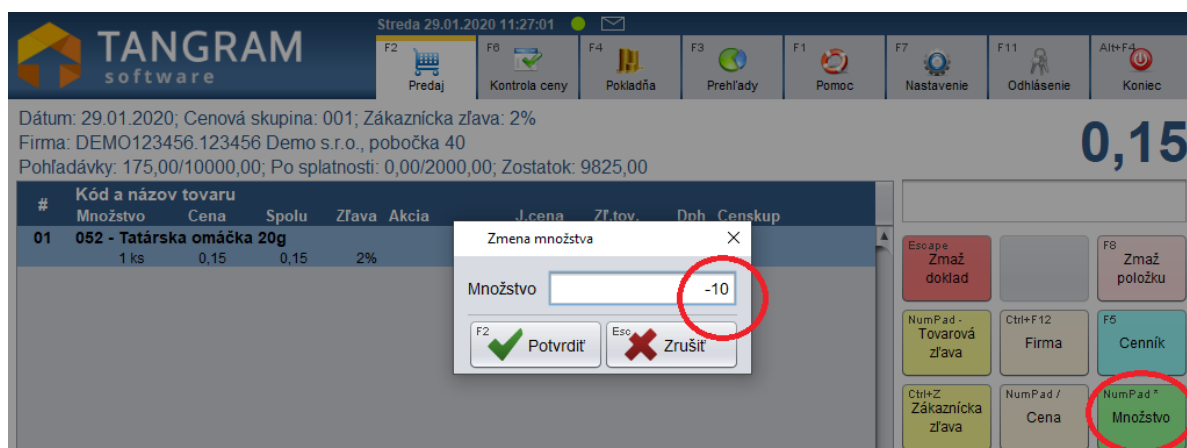 Streda 29.01.2020 11:27:01
TANGRAM
software
F2
Predaj
F6
Kontrola ceny
F4
Pokladňa
F3
Prehľady
F1
Pomoc
F7
Nastavenie
F11
Odhlásenie
Alt+F4
Koniec
Dátum: 29.01.2020; Cenová skupina: 001; Zákaznícka zľava: 2%
Firma: DEMO123456.123456 Demo s.r.o., pobočka 40
Pohľadávky: 175,00/10000,00; Po splatnosti: 0,00/2000,00; Zostatok: 9825,00
0,15
# Kód a názov tovaru
Množstvo Cena Spolu Zľava Akcia J.cena Zľ.tov. Dph Censkup
01 052 - Tatárska omáčka 20g
1 ks 0,15 0,15 2%
Zmena množstva
Množstvo -10
F2
Potvrdiť
Esc
Zrušiť
Escape
Zmaž
doklad
F8
Zmaž
položku
NumPad -
Tovarová
zľava
Ctrl+F12
Firma
F5
Cenník
Ctrl+Z
Zákaznícka
zľava
NumPad /
Cena
NumPad *
Množstvo